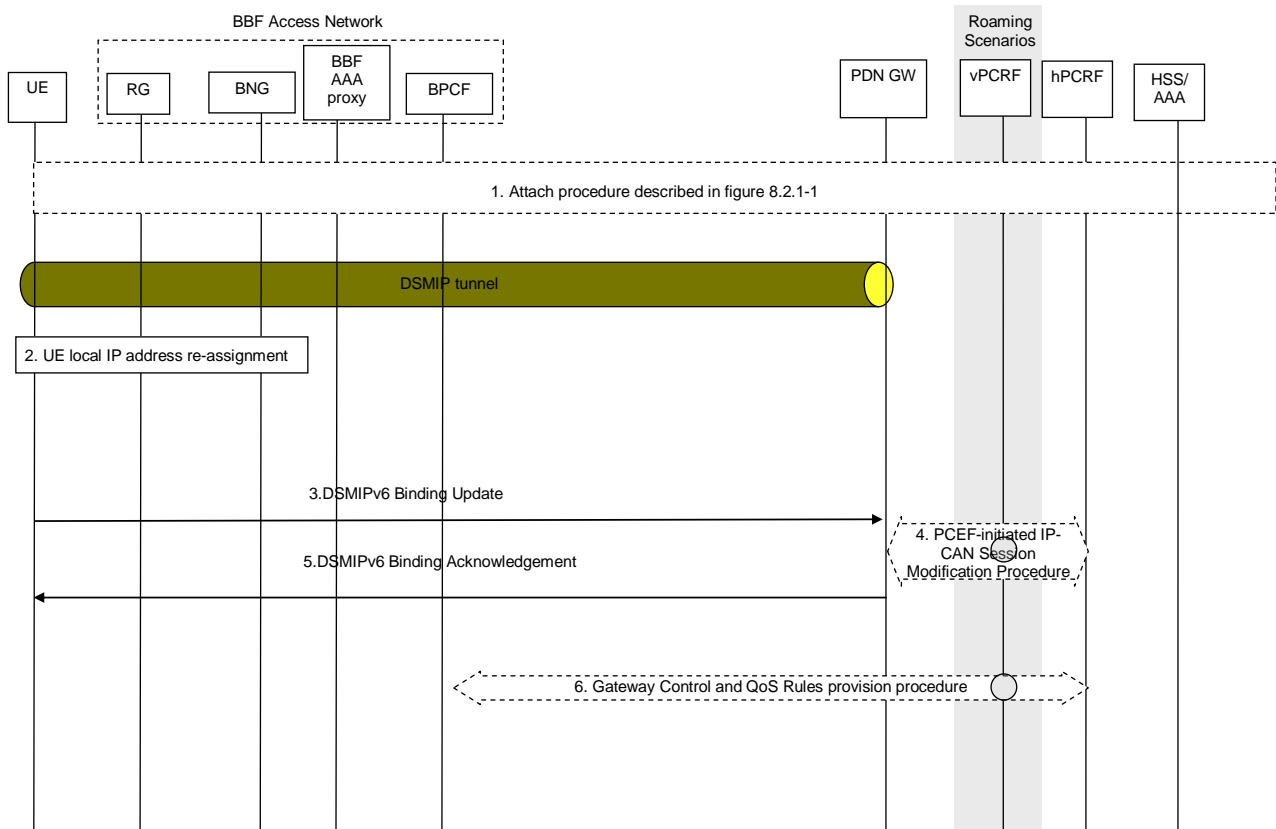 BBF Access Network
Roaming
Scenarios
UE
RG
BNG
BBF
AAA
proxy
BPCF
PDN GW
vPCRF
hPCRF
HSS/
AAA
1. Attach procedure described in figure 8.2.1-1
DSMIP tunnel
2. UE local IP address re-assignment
3.DSMIPv6 Binding Update
4. PCEF-initiated IP-
CAN Session
Modification Procedure
5.DSMIPv6 Binding Acknowledgement
6. Gateway Control and QoS Rules provision procedure